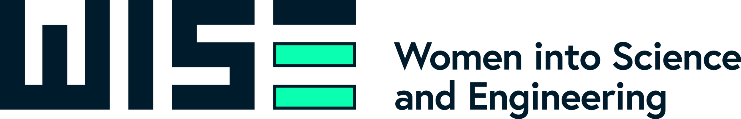 WISE
Women into Science
and Engineering